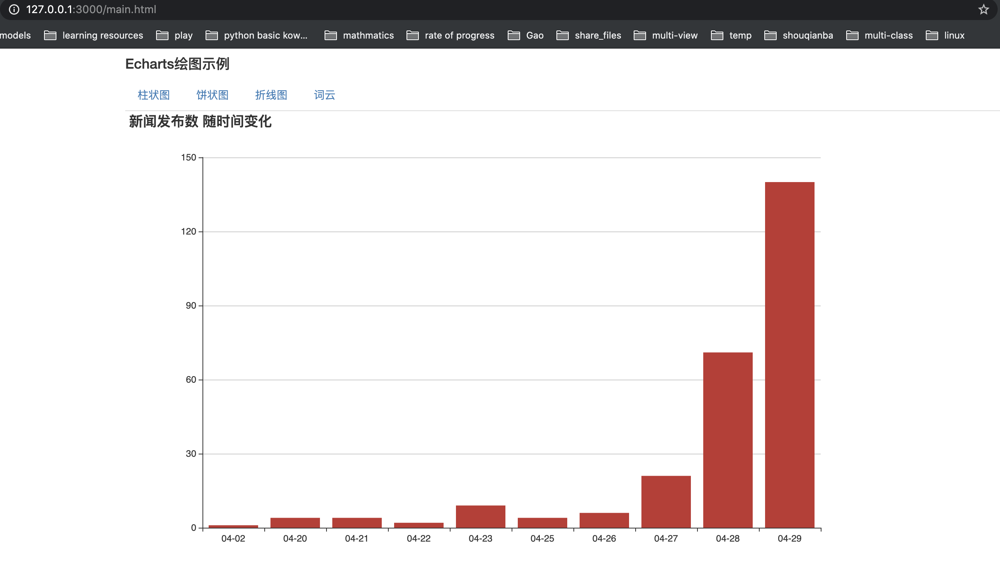 127.0.0.1:3000/main.html
models learning resources play python basic kow... mathmatics rate of progress Gao share_files multi-view temp shouqianba multi-class linux
Echarts绘图示例
柱状图 饼状图 折线图 词云
新闻发布数 随时间变化
150
120
90
60
30
0
04-02 04-20 04-21 04-22 04-23 04-25 04-26 04-27 04-28 04-29